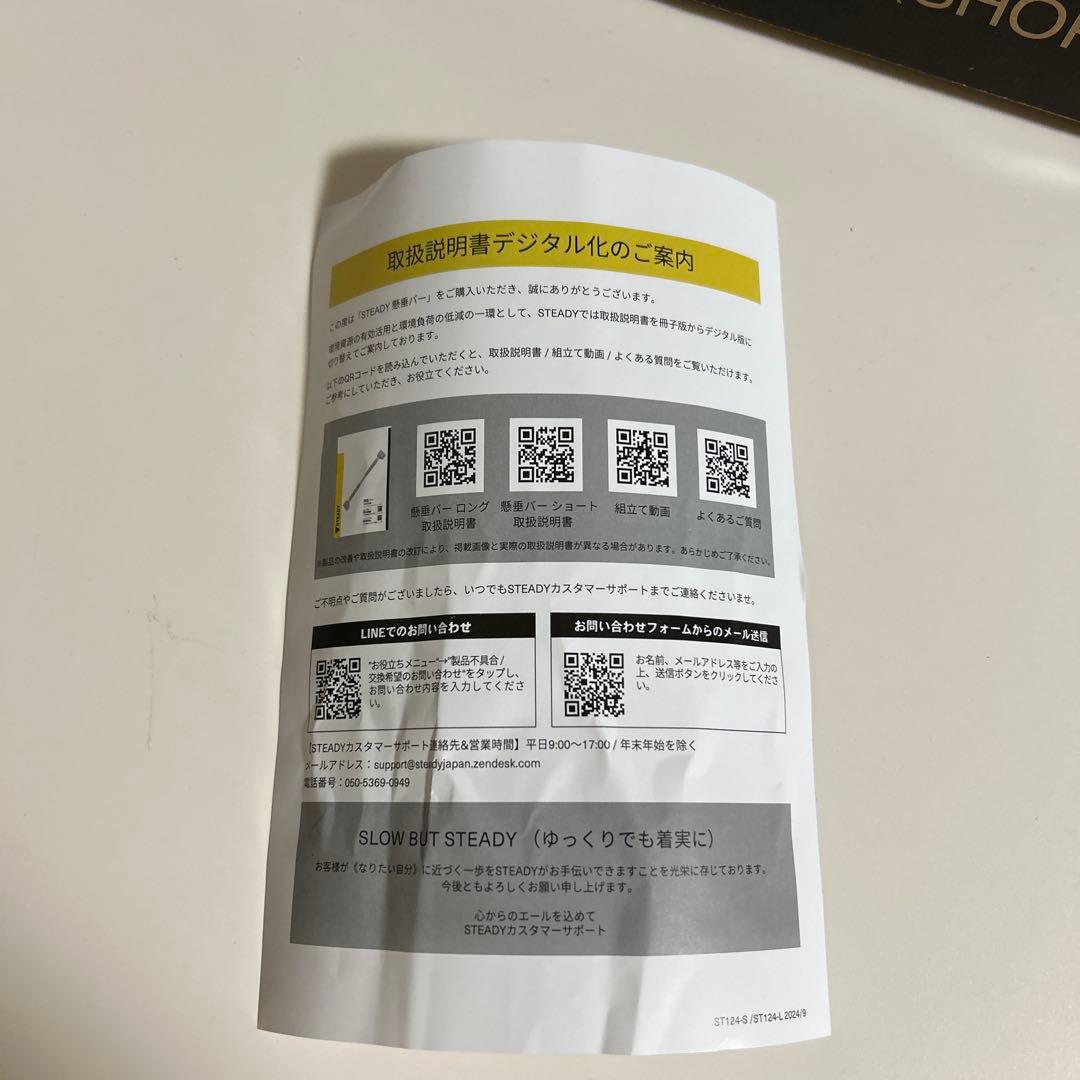 SHOP
取扱説明書デジタル化のご案内
この度は「STEADY 懸垂バー」をご購入いただき、誠にありがとうございます。
環境資源の有効活用と環境負荷の低減の一環として、STEADYでは取扱説明書を冊子版からデジタル版に
切り替えてご案内しております。
以下のQRコードを読み込んでいただくと、取扱説明書 / 組立て動画 / よくある質問をご覧いただけます。
ご参考にしていただき、お役立てください。
STEADY
懸垂バー ロング
取扱説明書
懸垂バー ショート
取扱説明書
組立て動画
よくあるご質問
※製品の改善や取扱説明書の改訂により、掲載画像と実際の取扱説明書が異なる場合があります。あらかじめご了承ください。
ご不明点やご質問がございましたら、いつでもSTEADYカスタマーサポートまでご連絡くださいませ。
LINEでのお問い合わせ
"お役立ちメニュー"→"製品不具合 /
交換希望のお問い合わせ"をタップし、
お問い合わせ内容を入力してくださ
い。
お問い合わせフォームからのメール送信
お名前、メールアドレス等をご入力の
上、送信ボタンをクリックしてくださ
い。
【STEADYカスタマーサポート連絡先&営業時間】平日9:00〜17:00 / 年末年始を除く
メールアドレス：support@steadyjapan.zendesk.com
電話番号：050-5369-0949
SLOW BUT STEADY （ゆっくりでも着実に）
お客様が《なりたい自分》に近づく一歩をSTEADYがお手伝いできますことを光栄に存じております。
今後ともよろしくお願い申し上げます。
心からのエールを込めて
STEADYカスタマーサポート
ST124-S /ST124-L 2024/9